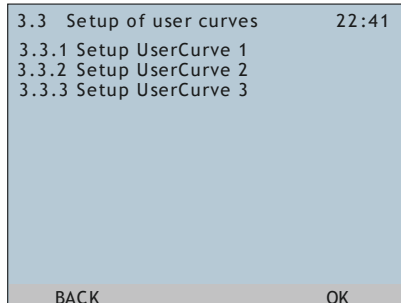 3.3 Setup of user curves 22:41
3.3.1 Setup UserCurve 1
3.3.2 Setup UserCurve 2
3.3.3 Setup UserCurve 3
BACK OK